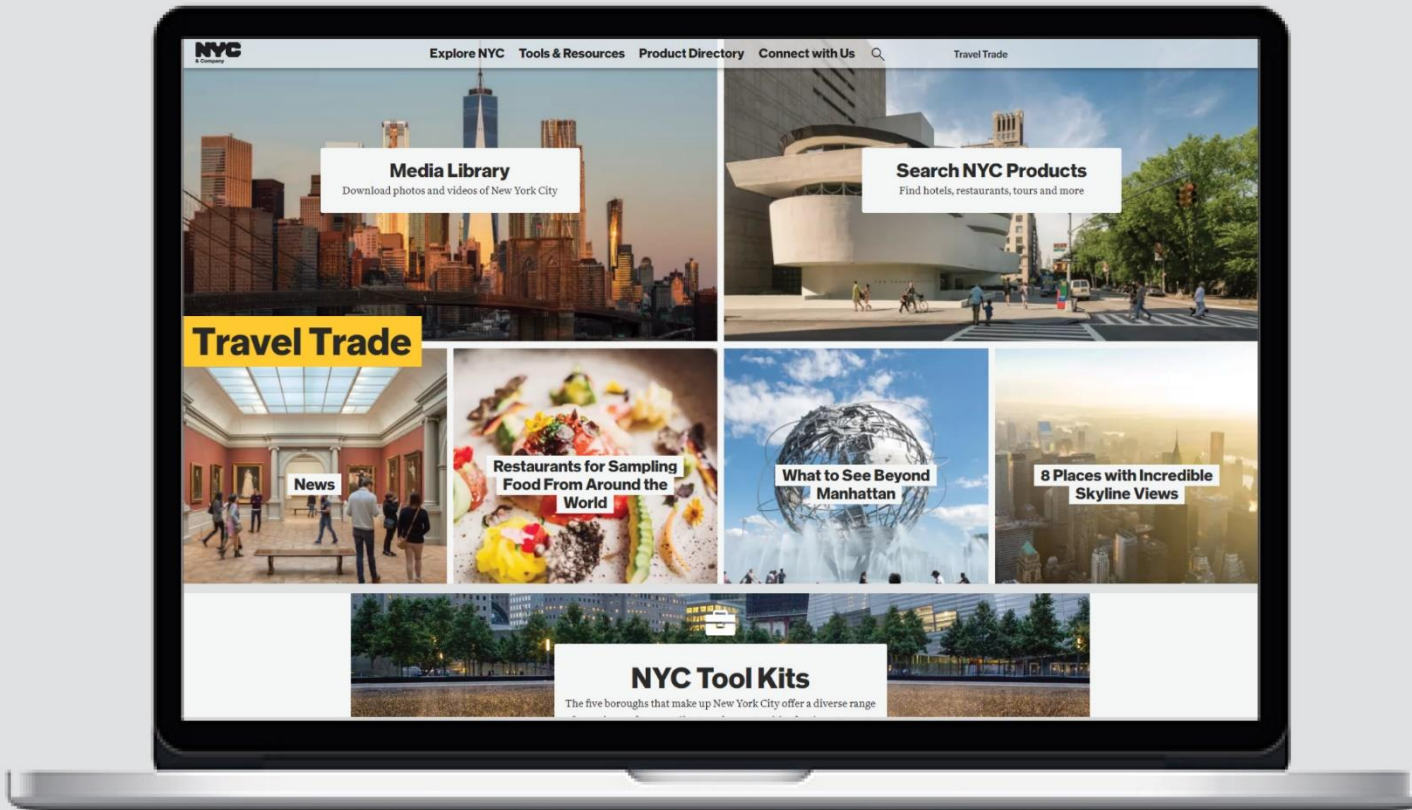 NYC
& Company
Explore NYC Tools & Resources Product Directory Connect with Us Travel Trade
Media Library
Download photos and videos of New York City
Search NYC Products
Find hotels, restaurants, tours and more
Travel Trade
News
Restaurants for Sampling
Food From Around the
World
What to See Beyond
Manhattan
8 Places with Incredible
Skyline Views
NYC Tool Kits
The five boroughs that make up New York City offer a diverse range